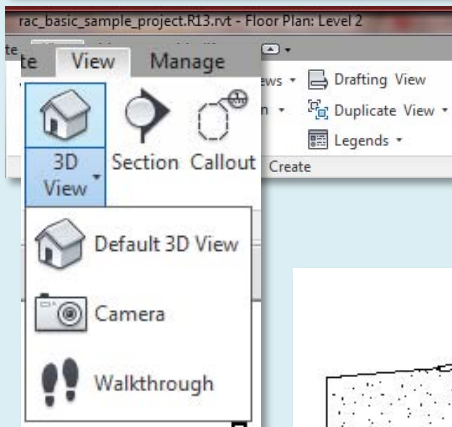 rac_basic_sample_project.R13.rvt - Floor Plan: Level 2
te View Manage
3D View
Section
Callout
ews
Drafting View
Duplicate View
Legends
Create
Default 3D View
Camera
Walkthrough